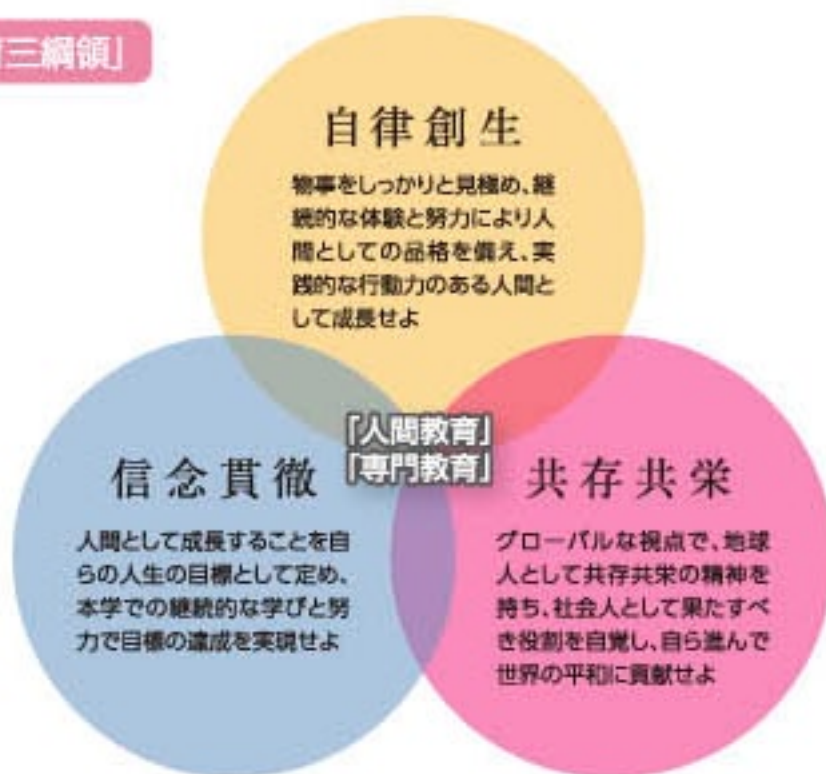 三綱領」
自律創生
物事をしっかりと見極め、継
続的な体験と努力により人
間としての品格を備え、実
践的な行動力のある人間と
して成長せよ
「人間教育」
「専門教育」
信念貫徹
人間として成長することを自
らの人生の目標として定め、
本学での継続的な学びと努
力で目標の達成を実現せよ
共存共栄
グローバルな視点で、地球
人として共存共栄の精神を
持ち、社会人として果たすべ
き役割を自覚し、自ら進んで
世界の平和に貢献せよ